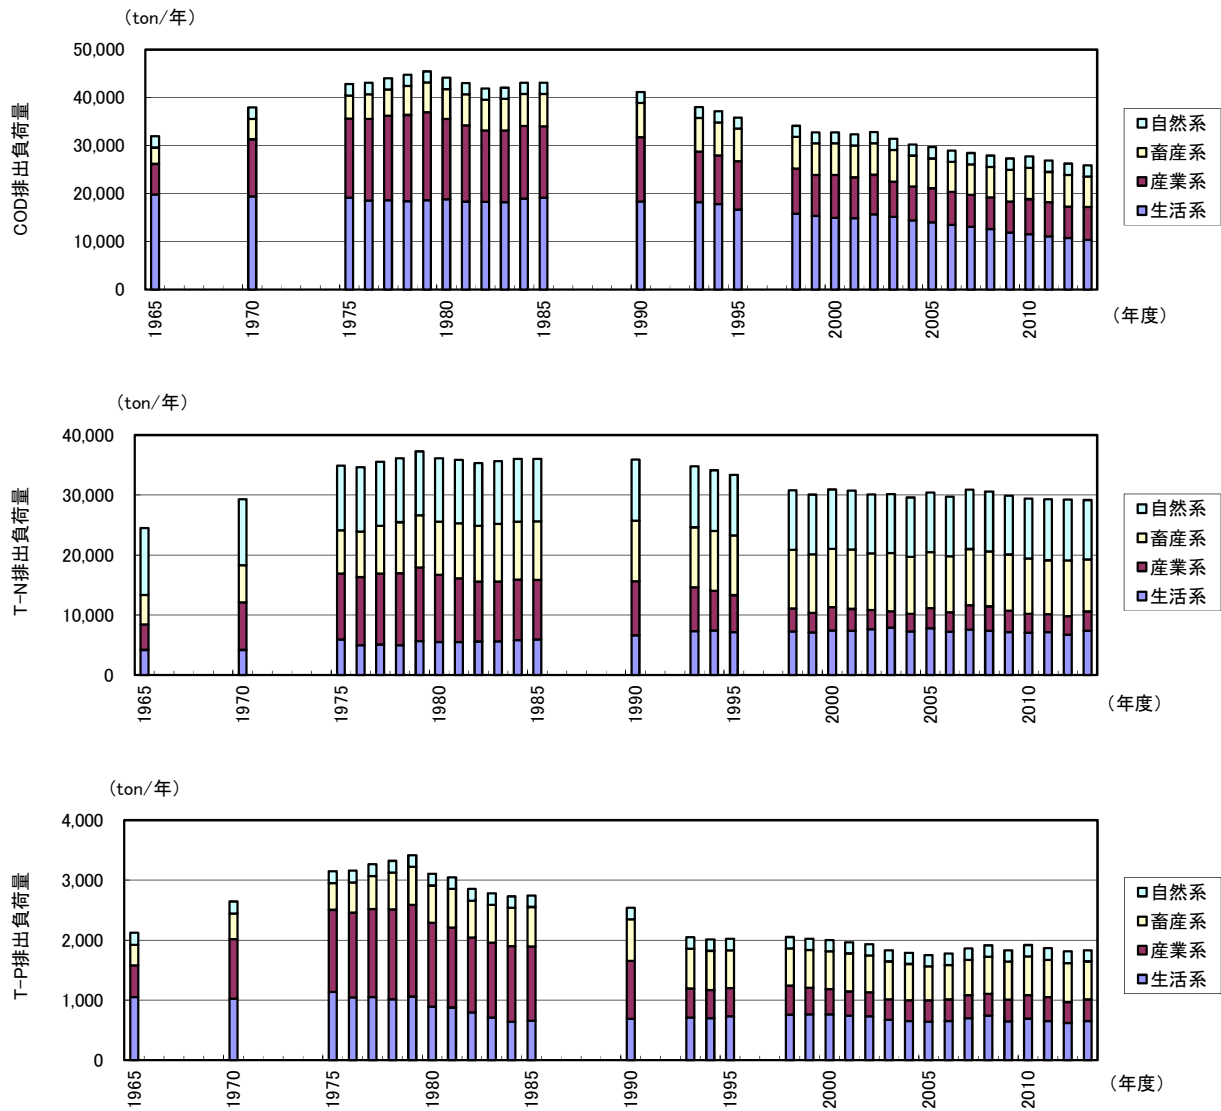 (ton/年)
COD排出負荷量
50,000
40,000
30,000
20,000
10,000
0
1965
1970
1975
1980
1985
1990
1995
2000
2005
2010
(年度)
自然系
畜産系
産業系
生活系
(ton/年)
T-N排出負荷量
40,000
30,000
20,000
10,000
0
1965
1970
1975
1980
1985
1990
1995
2000
2005
2010
(年度)
自然系
畜産系
産業系
生活系
(ton/年)
T-P排出負荷量
4,000
3,000
2,000
1,000
0
1965
1970
1975
1980
1985
1990
1995
2000
2005
2010
(年度)
自然系
畜産系
産業系
生活系